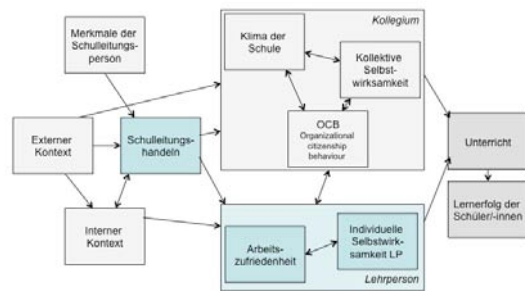 Kollegium
Merkmale der
Schulleitungs-
person
Klima der
Schule
Kollektive
Selbst-
wirksamkeit
OCB
Organizational
citizenship
behaviour
Externer
Kontext
Schulleitungs-
handeln
Unterricht
Lernerfolg der
Schüler/-innen
Interner
Kontext
Arbeits-
zufriedenheit
Individuelle
Selbstwirk-
samkeit LP
Lehrperson